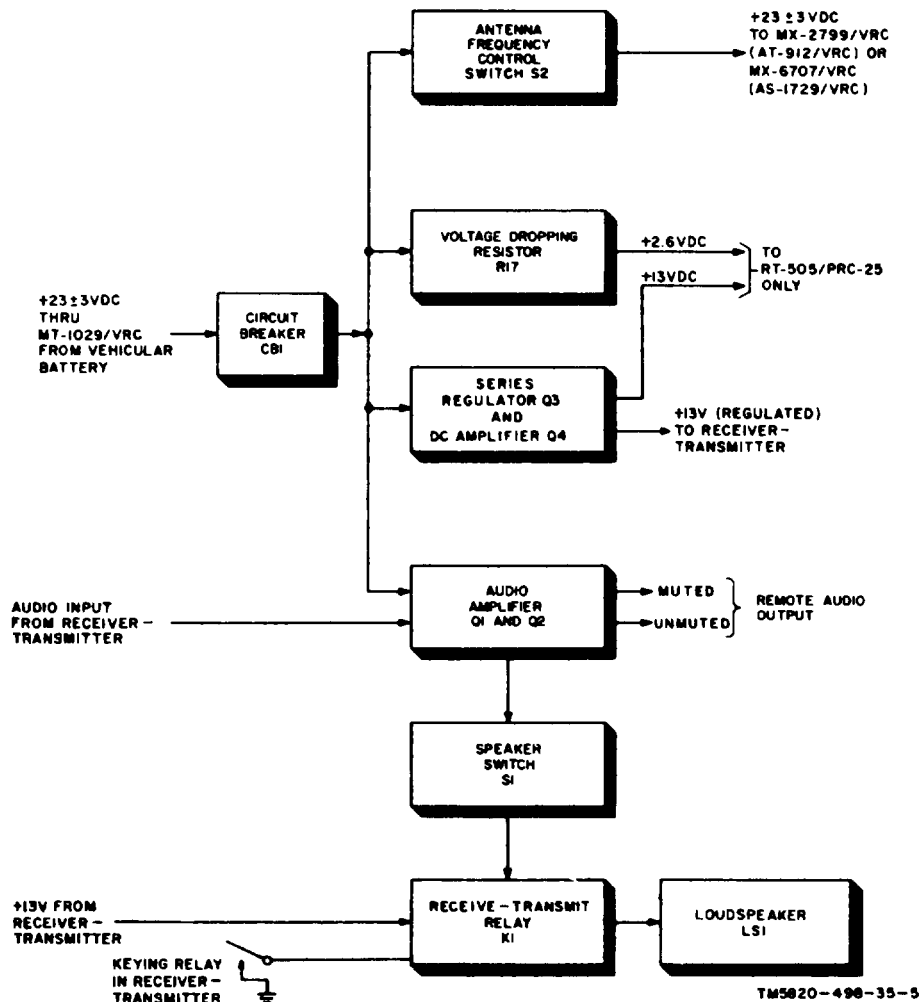 ANTENNA
FREQUENCY
CONTROL
SWITCH S2
+23±3VDC
TO MX-2799/VRC
(AT-912/VRC) OR
MX-6707/VRC
(AS-1729/VRC)
VOLTAGE DROPPING
RESISTOR
R17
+2.6VDC
+13VDC
TO
RT-505/PRC-25
ONLY
+23±3VDC
THRU
MT-1029/VRC
FROM VEHICULAR
BATTERY
CIRCUIT
BREAKER
CB1
SERIES
REGULATOR Q3
AND
DC AMPLIFIER Q4
+13V (REGULATED)
TO RECEIVER-
TRANSMITTER
AUDIO INPUT
FROM RECEIVER-
TRANSMITTER
AUDIO
AMPLIFIER
Q1 AND Q2
MUTED
UNMUTED
REMOTE AUDIO
OUTPUT
SPEAKER
SWITCH
S1
+13V FROM
RECEIVER-
TRANSMITTER
RECEIVE-TRANSMIT
RELAY
K1
LOUDSPEAKER
LS1
KEYING RELAY
IN RECEIVER-
TRANSMITTER
TM5820-498-35-5